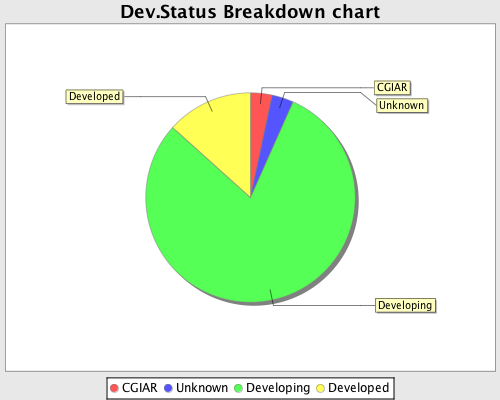 Dev.Status Breakdown chart
CGIAR
Developed
Unknown
Developing
CGIAR Unknown Developing Developed